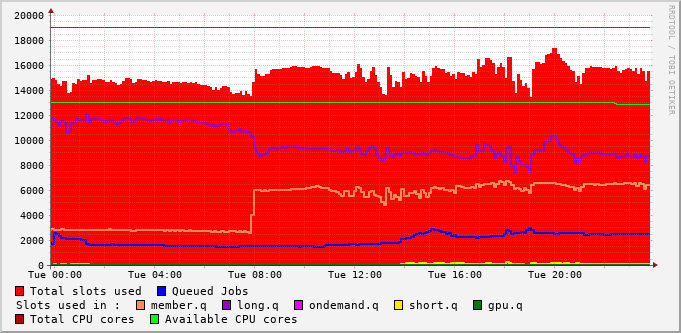 RRDTOOL / TOBI OETIKER
20000
18000
16000
14000
12000
10000
8000
6000
4000
2000
0
Tue 00:00 Tue 04:00 Tue 08:00 Tue 12:00 Tue 16:00 Tue 20:00
Total slots used Queued Jobs
Slots used in : member.q long.q ondemand.q short.q gpu.q
Total CPU cores Available CPU cores